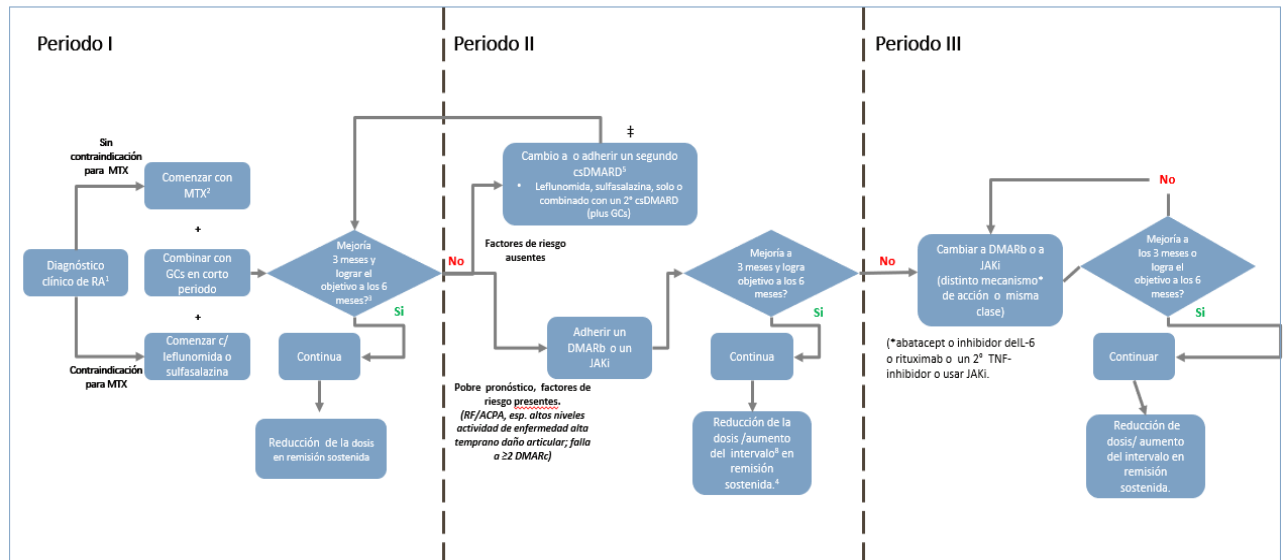 Periodo I
Sin
contraindicación
para MTX
Comenzar con
MTX²
+
Diagnóstico
clínico de RA¹
Combinar con
GCs en corto
periodo
+
Comenzar c/
leflunomida o
sulfasalazina
Contraindicación
para MTX
Mejoría
3 meses y
lograr el
objetivo a los 6
meses?³
No
Si
Continua
Reducción de la dosis
en remisión sostenida
Periodo II
‡
Cambio a o adherir un segundo
csDMARD⁵
• Leflunomida, sulfasalazina, solo o
combinado con un 2° csDMARD
(plus GCs)
Factores de riesgo
ausentes
Adherir un
DMARb o un
JAKi
Pobre pronóstico, factores de
riesgo presentes.
(RF/ACPA, esp. altos niveles
actividad de enfermedad alta
temprano daño articular; falla
a ≥2 DMARc)
Mejoría a
3 meses y logra
objetivo a los 6
meses?
No
Si
Continua
Reducción de la
dosis /aumento
del intervalo⁸ en
remisión
sostenida.⁴
Periodo III
No
Cambiar a DMARb o a
JAKi
(distinto mecanismo*
de acción o misma
clase)
(*abatacept o inhibidor deIL-6
o rituximab o un 2° TNF-
inhibidor o usar JAKi.
Mejoría a
los 3 meses o
logra el
objetivo a los 6
meses?
Si
Continuar
Reducción de
dosis/ aumento
del intervalo en
remisión
sostenida.